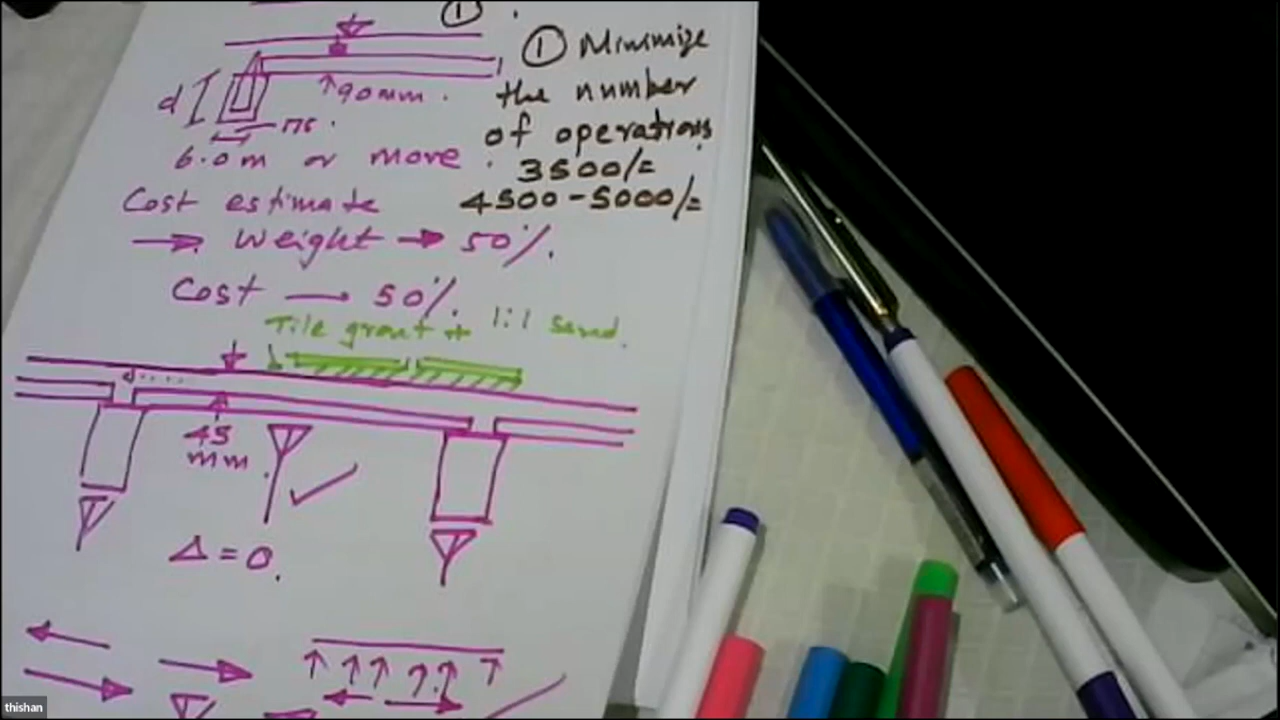 ①
① Minimize
the number
of operations
d
90mm.
175.
6.0m or more.
3500/=
Cost estimate
4500-5000/=
→ Weight → 50%.
Cost — 50%.
Tile grout + 1:1 sand.
45
mm.
Δ = 0.
thishan